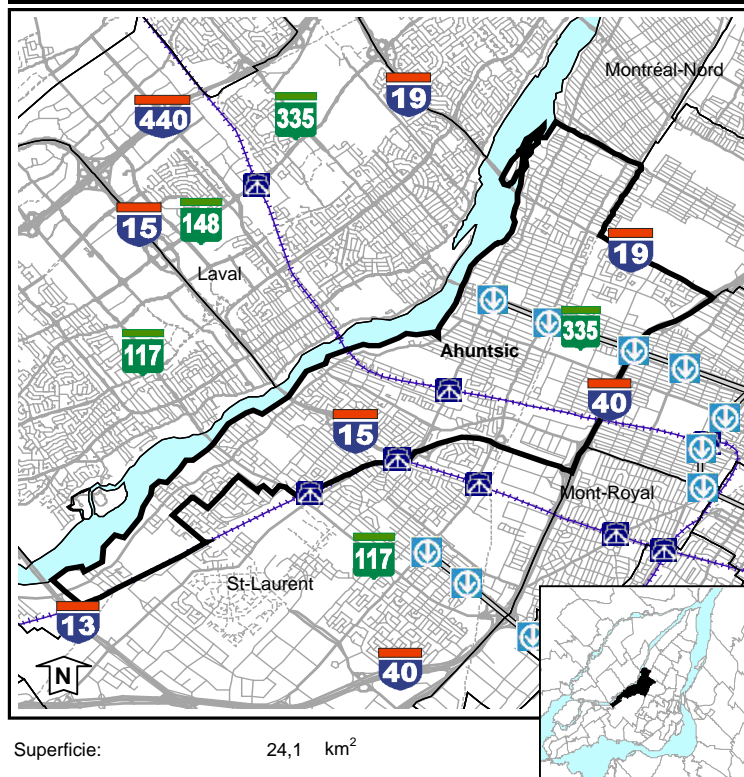 Montréal-Nord
19
440
335
15
148
19
Laval
335
117
Ahuntsic
40
15
Mont-Royal
117
St-Laurent
13
40
N
Superficie: 24,1 km²